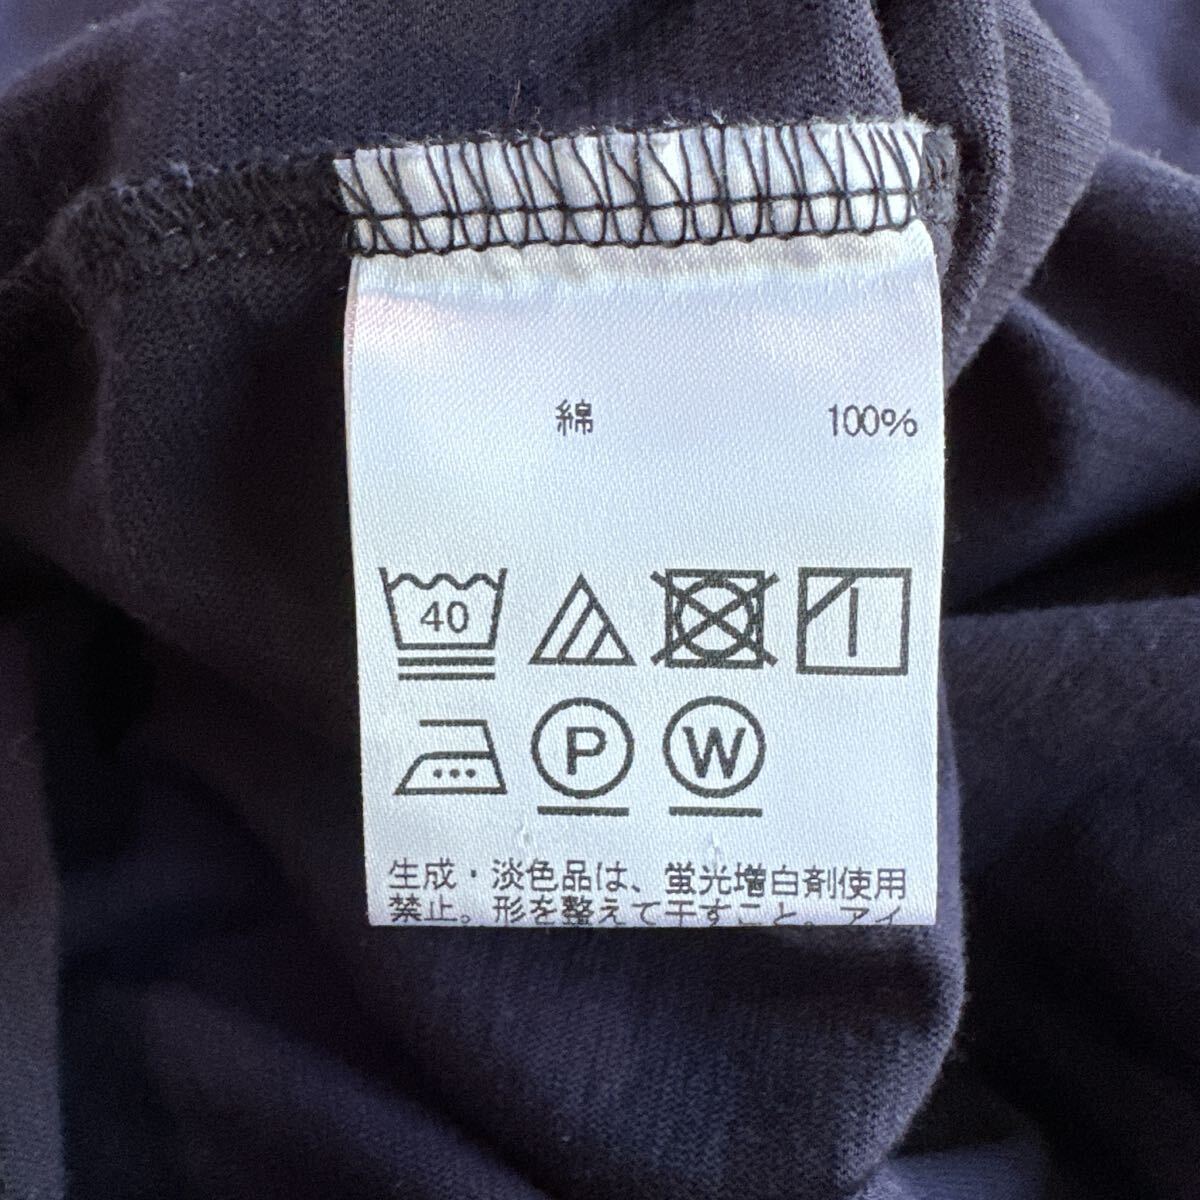 綿 100%
40
P W
生成・淡色品は、蛍光増白剤使用
禁止。形を整えて干すこと。アイ